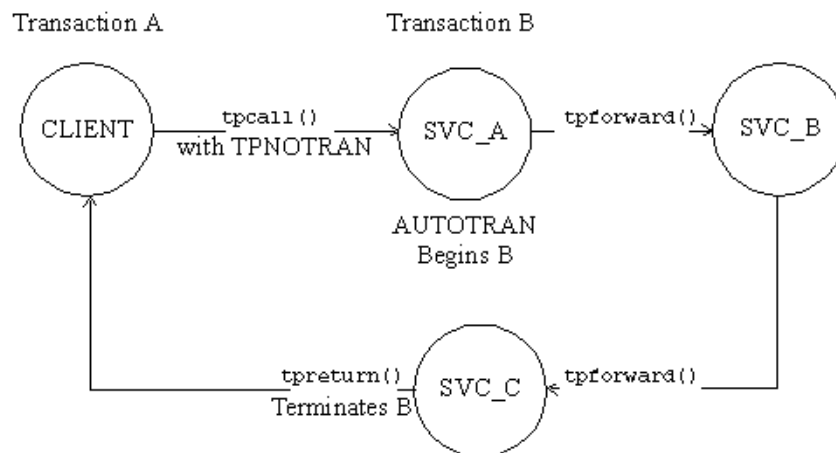 Transaction A
Transaction B
CLIENT
tpcall()
with TPNOTRAN
SVC_A
tpforward()
SVC_B
AUTOTRAN
Begins B
tpreturn()
Terminates B
SVC_C
tpforward()